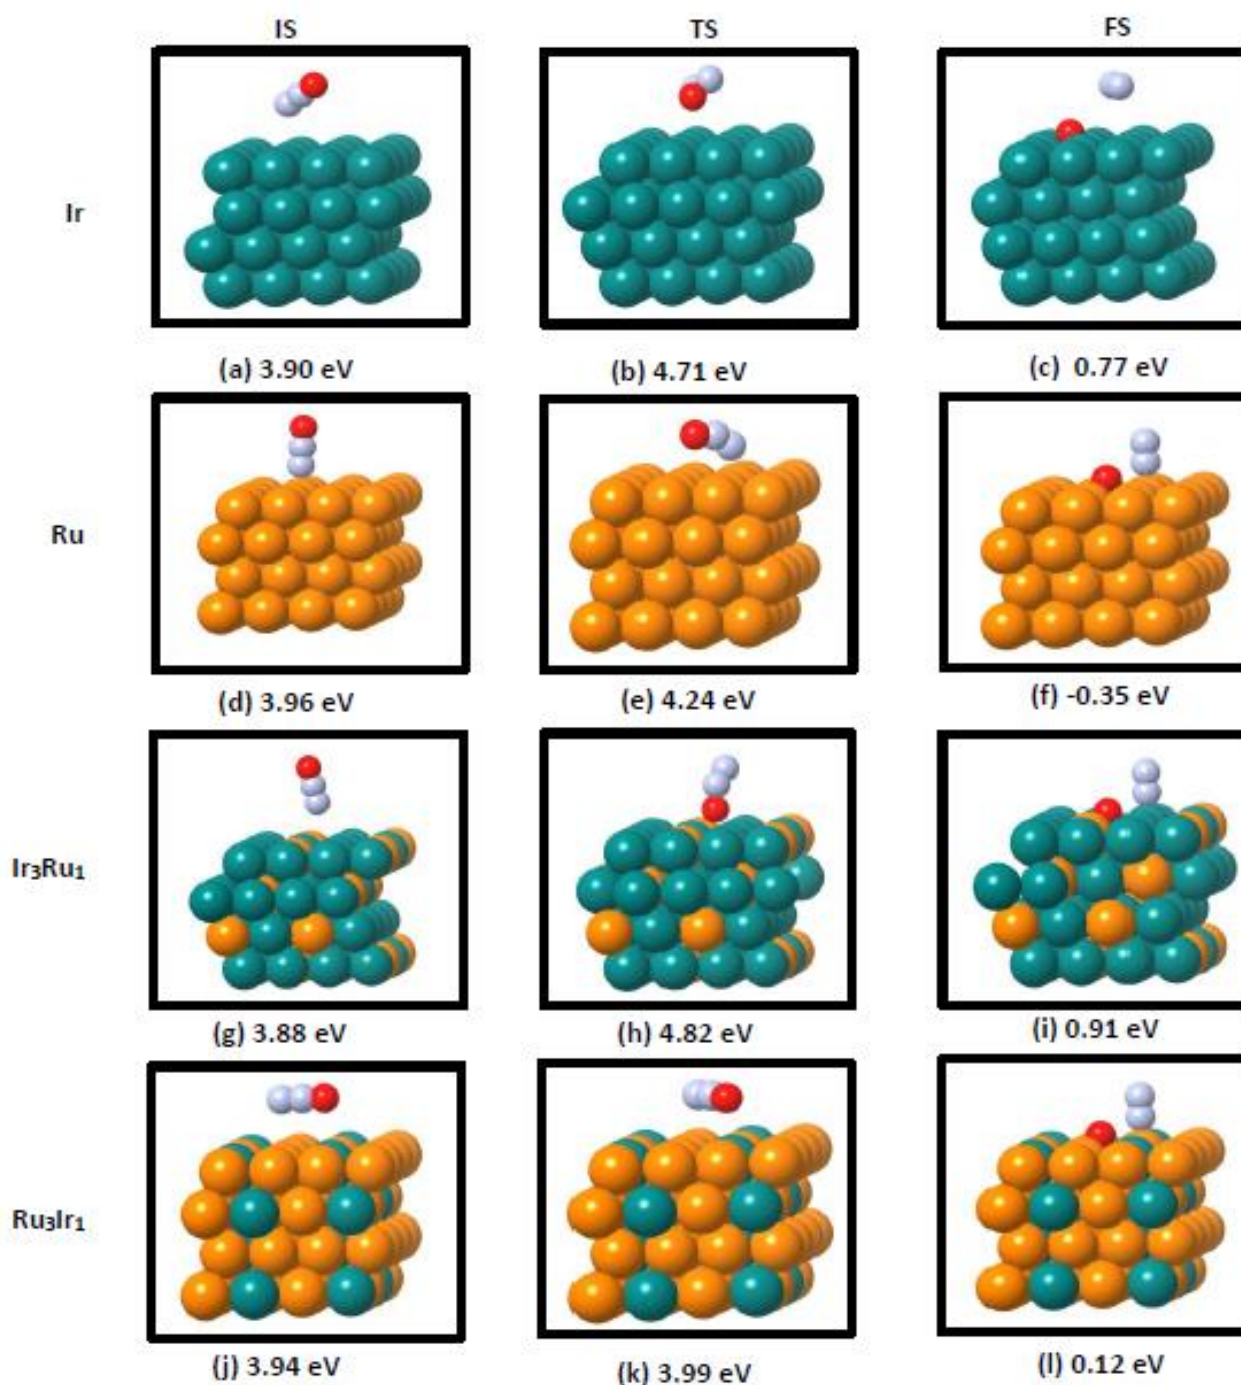 IS TS FS
Ir
(a) 3.90 eV (b) 4.71 eV (c) 0.77 eV
Ru
(d) 3.96 eV (e) 4.24 eV (f) -0.35 eV
Ir₃Ru₁
(g) 3.88 eV (h) 4.82 eV (i) 0.91 eV
Ru₃Ir₁
(j) 3.94 eV (k) 3.99 eV (l) 0.12 eV